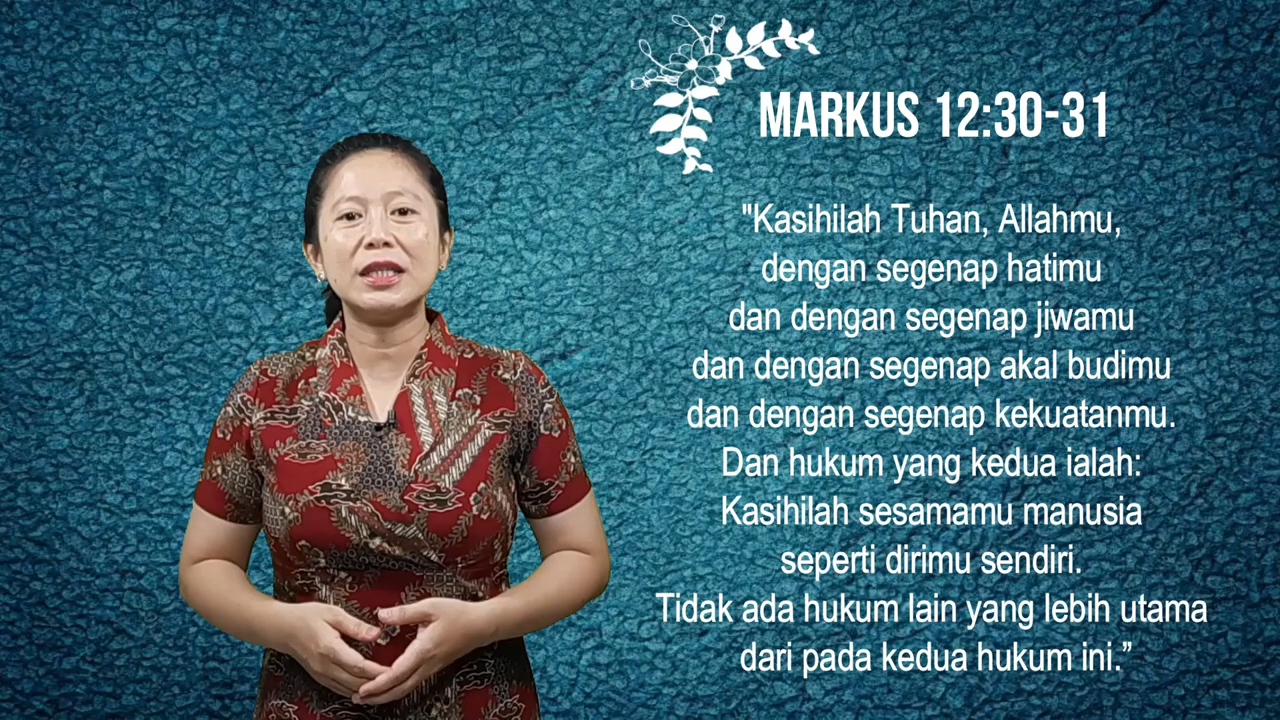 MARKUS 12:30-31
"Kasihilah Tuhan, Allahmu,
dengan segenap hatimu
dan dengan segenap jiwamu
dan dengan segenap akal budimu
dan dengan segenap kekuatanmu.
Dan hukum yang kedua ialah:
Kasihilah sesamamu manusia
seperti dirimu sendiri.
Tidak ada hukum lain yang lebih utama
dari pada kedua hukum ini.”